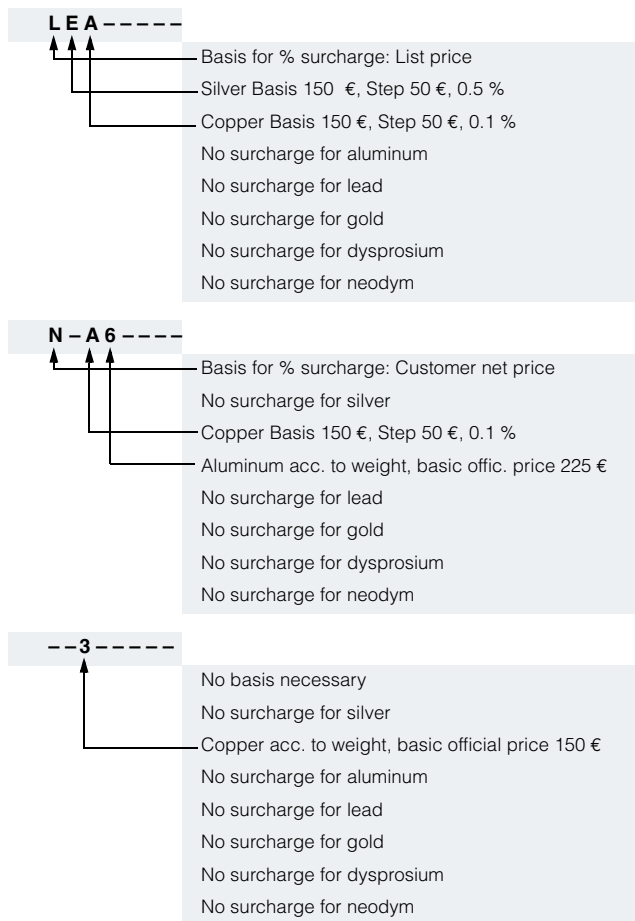 L E A – – – – –
Basis for % surcharge: List price
Silver Basis 150 €, Step 50 €, 0.5 %
Copper Basis 150 €, Step 50 €, 0.1 %
No surcharge for aluminum
No surcharge for lead
No surcharge for gold
No surcharge for dysprosium
No surcharge for neodym
N – A 6 – – – –
Basis for % surcharge: Customer net price
No surcharge for silver
Copper Basis 150 €, Step 50 €, 0.1 %
Aluminum acc. to weight, basic offic. price 225 €
No surcharge for lead
No surcharge for gold
No surcharge for dysprosium
No surcharge for neodym
– – 3 – – – – –
No basis necessary
No surcharge for silver
Copper acc. to weight, basic official price 150 €
No surcharge for aluminum
No surcharge for lead
No surcharge for gold
No surcharge for dysprosium
No surcharge for neodym